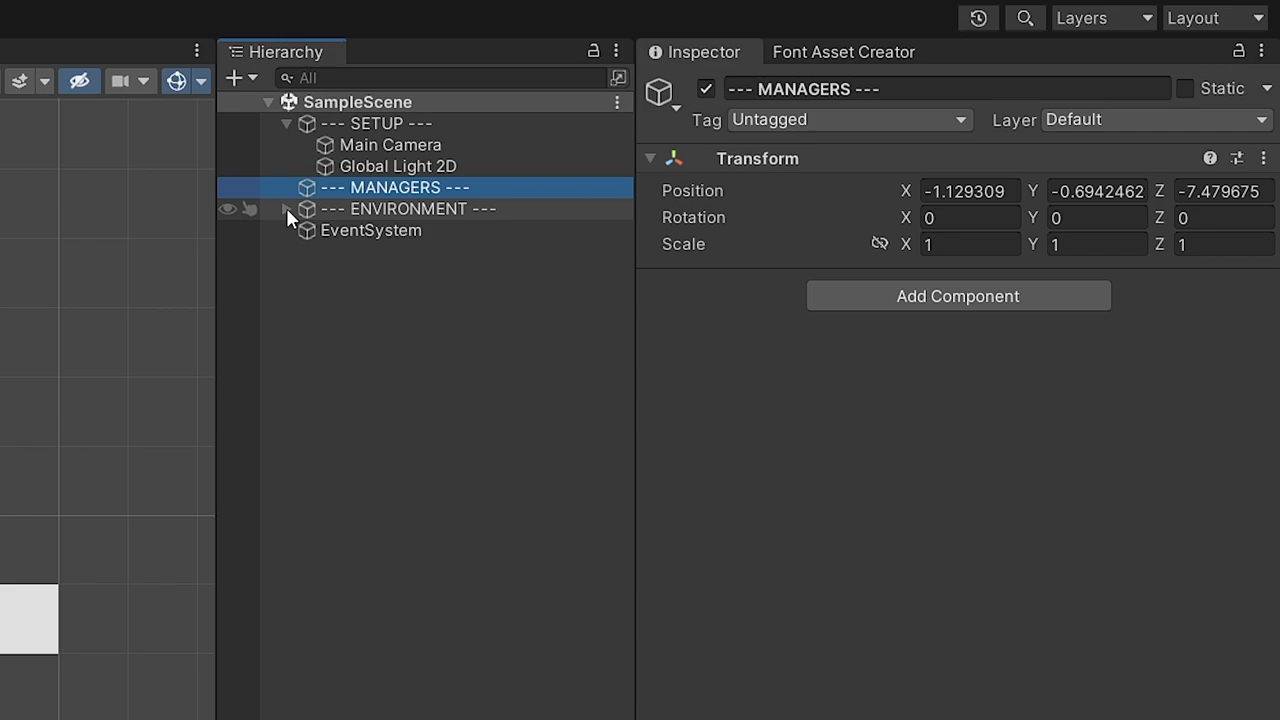 Layers Layout
Hierarchy
Inspector Font Asset Creator
All
--- MANAGERS --- Static
SampleScene
Tag Untagged Layer Default
--- SETUP ---
Main Camera
Global Light 2D
--- MANAGERS ---
--- ENVIRONMENT ---
EventSystem
Transform
Position X -1.129309 Y -0.6942462 Z -7.479675
Rotation X 0 Y 0 Z 0
Scale X 1 Y 1 Z 1
Add Component